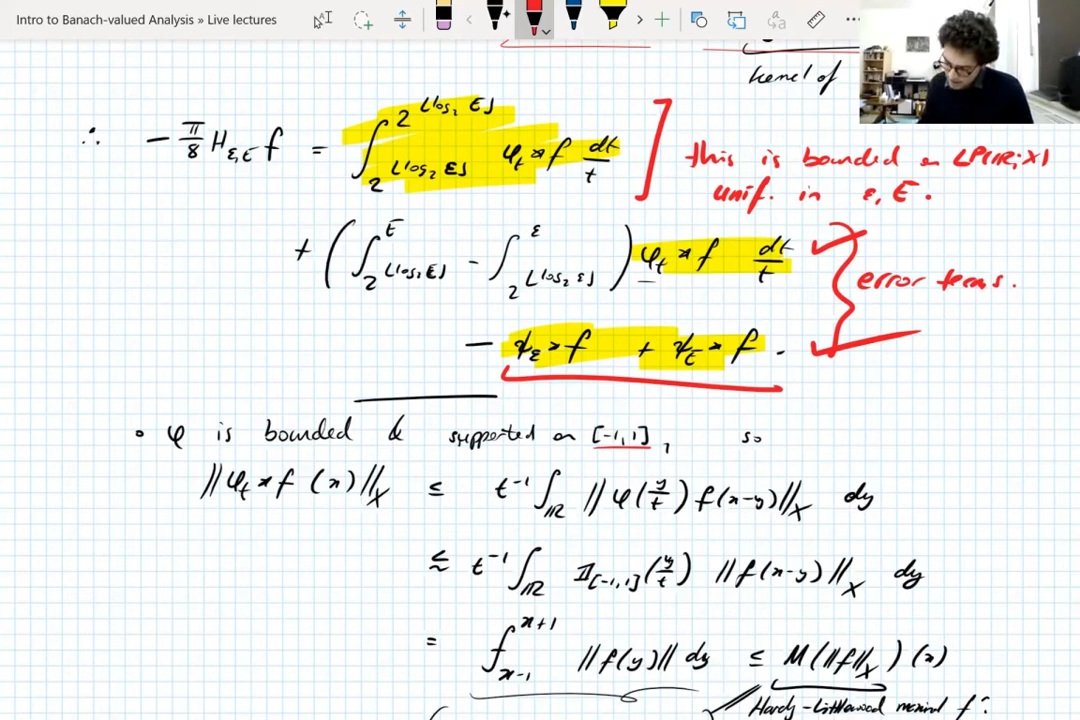 Intro to Banach-valued Analysis » Live lectures
kernel of
∴ − π/8 H_{ε,E} f = ∫_{2^{⌊log₂ ε⌋}}^{2^{⌊log₂ E⌋}} φ_t * f dt/t ] this is bounded on L^p(ℝ;X)
unif. in ε, E.
+ ( ∫_{2^{⌊log₂ E⌋}}^{E} − ∫_{2^{⌊log₂ ε⌋}}^{ε} ) φ_t * f dt/t } error terms.
− ψ_ε * f + ψ_E * f .
• φ is bounded & supported on [-1,1], so
‖φ_t * f (x)‖_X ≤ t⁻¹ ∫_ℝ ‖φ(y/t) f(x-y)‖_X dy
≲ t⁻¹ ∫_ℝ 𝟙_{[-1,1]}(y/t) ‖f(x-y)‖_X dy
= ⨍_{x-1}^{x+1} ‖f(y)‖ dy ≤ M(‖f‖_X)(x)
Hardy-Littlewood maximal f?